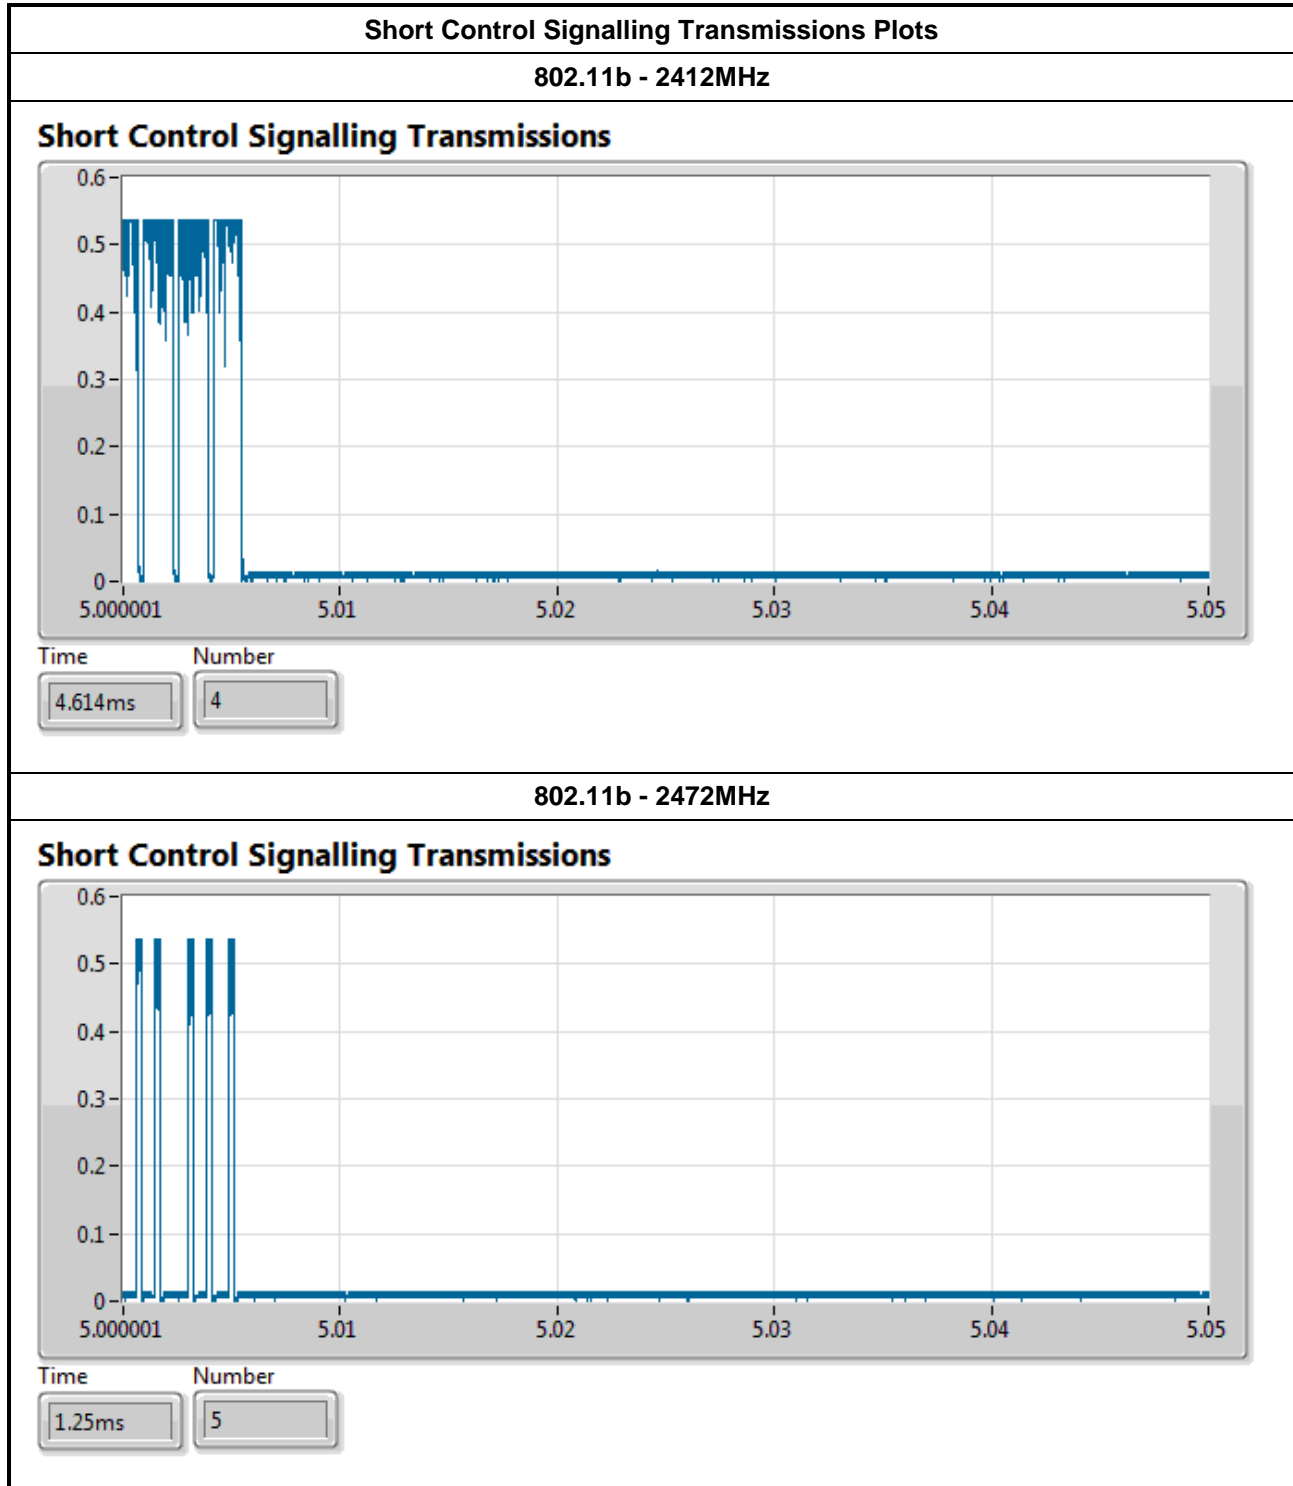 Short Control Signalling Transmissions Plots
802.11b - 2412MHz
Short Control Signalling Transmissions
0.6
0.5
0.4
0.3
0.2
0.1
0
5.000001 5.01 5.02 5.03 5.04 5.05
Time Number
4.614ms 4
802.11b - 2472MHz
Short Control Signalling Transmissions
0.6
0.5
0.4
0.3
0.2
0.1
0
5.000001 5.01 5.02 5.03 5.04 5.05
Time Number
1.25ms 5